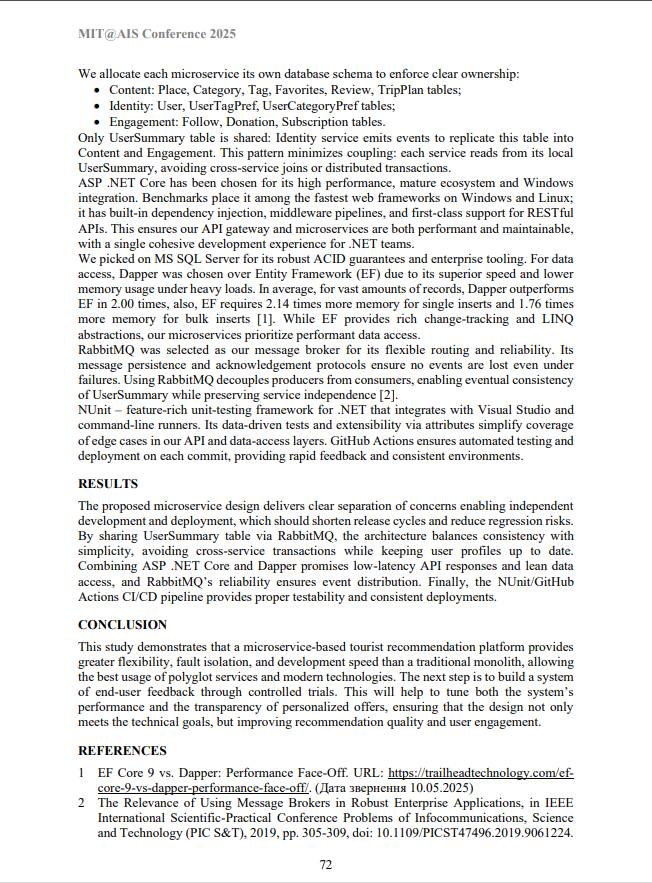 MIT@AIS Conference 2025
We allocate each microservice its own database schema to enforce clear ownership:
• Content: Place, Category, Tag, Favorites, Review, TripPlan tables;
• Identity: User, UserTagPref, UserCategoryPref tables;
• Engagement: Follow, Donation, Subscription tables.
Only UserSummary table is shared: Identity service emits events to replicate this table into
Content and Engagement. This pattern minimizes coupling: each service reads from its local
UserSummary, avoiding cross-service joins or distributed transactions.
ASP .NET Core has been chosen for its high performance, mature ecosystem and Windows
integration. Benchmarks place it among the fastest web frameworks on Windows and Linux;
it has built-in dependency injection, middleware pipelines, and first-class support for RESTful
APIs. This ensures our API gateway and microservices are both performant and maintainable,
with a single cohesive development experience for .NET teams.
We picked on MS SQL Server for its robust ACID guarantees and enterprise tooling. For data
access, Dapper was chosen over Entity Framework (EF) due to its superior speed and lower
memory usage under heavy loads. In average, for vast amounts of records, Dapper outperforms
EF in 2.00 times, also, EF requires 2.14 times more memory for single inserts and 1.76 times
more memory for bulk inserts [1]. While EF provides rich change-tracking and LINQ
abstractions, our microservices prioritize performant data access.
RabbitMQ was selected as our message broker for its flexible routing and reliability. Its
message persistence and acknowledgement protocols ensure no events are lost even under
failures. Using RabbitMQ decouples producers from consumers, enabling eventual consistency
of UserSummary while preserving service independence [2].
NUnit – feature-rich unit-testing framework for .NET that integrates with Visual Studio and
command-line runners. Its data-driven tests and extensibility via attributes simplify coverage
of edge cases in our API and data-access layers. GitHub Actions ensures automated testing and
deployment on each commit, providing rapid feedback and consistent environments.
RESULTS
The proposed microservice design delivers clear separation of concerns enabling independent
development and deployment, which should shorten release cycles and reduce regression risks.
By sharing UserSummary table via RabbitMQ, the architecture balances consistency with
simplicity, avoiding cross-service transactions while keeping user profiles up to date.
Combining ASP .NET Core and Dapper promises low-latency API responses and lean data
access, and RabbitMQ's reliability ensures event distribution. Finally, the NUnit/GitHub
Actions CI/CD pipeline provides proper testability and consistent deployments.
CONCLUSION
This study demonstrates that a microservice-based tourist recommendation platform provides
greater flexibility, fault isolation, and development speed than a traditional monolith, allowing
the best usage of polyglot services and modern technologies. The next step is to build a system
of end-user feedback through controlled trials. This will help to tune both the system's
performance and the transparency of personalized offers, ensuring that the design not only
meets the technical goals, but improving recommendation quality and user engagement.
REFERENCES
1 EF Core 9 vs. Dapper: Performance Face-Off. URL: https://trailheadtechnology.com/ef-
core-9-vs-dapper-performance-face-off/. (Дата звернення 10.05.2025)
2 The Relevance of Using Message Brokers in Robust Enterprise Applications, in IEEE
International Scientific-Practical Conference Problems of Infocommunications, Science
and Technology (PIC S&T), 2019, pp. 305-309, doi: 10.1109/PICST47496.2019.9061224.
72